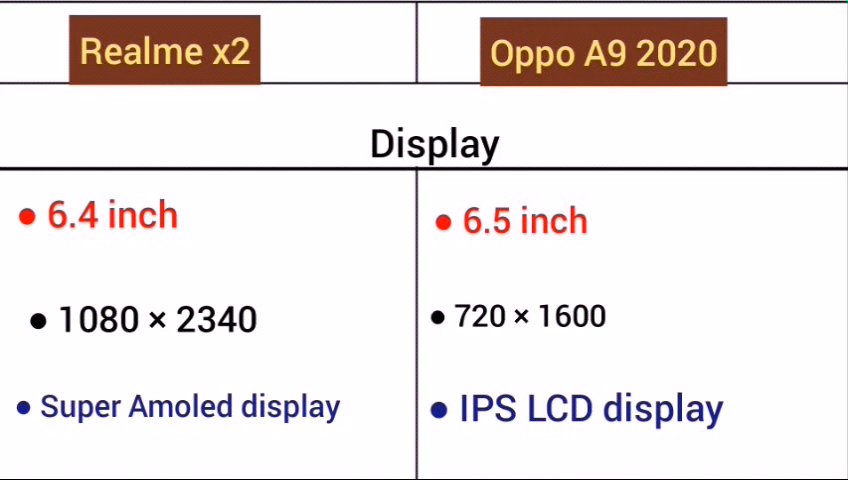 Realme x2
Oppo A9 2020
Display
• 6.4 inch
• 6.5 inch
• 1080 × 2340
• 720 × 1600
• Super Amoled display
• IPS LCD display